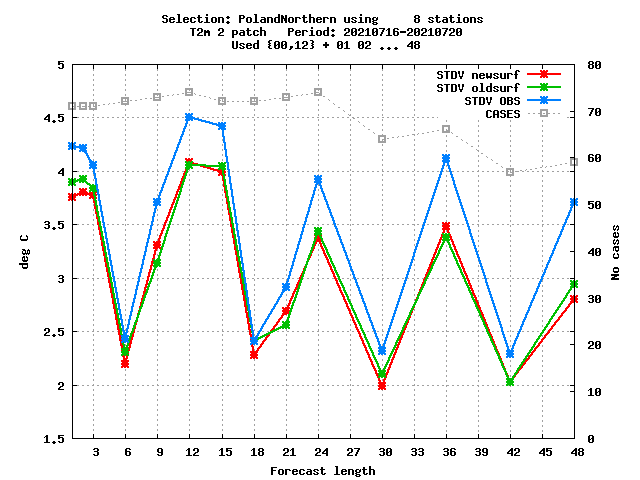 Selection: PolandNorthern using     8 stations
T2m 2 patch   Period: 20210716-20210720
Used {00,12} + 01 02 ... 48
STDV newsurf
STDV oldsurf
STDV OBS
CASES
5
4.5
4
3.5
3
2.5
2
1.5
deg C
80
70
60
50
40
30
20
10
0
No cases
3 6 9 12 15 18 21 24 27 30 33 36 39 42 45 48
Forecast length